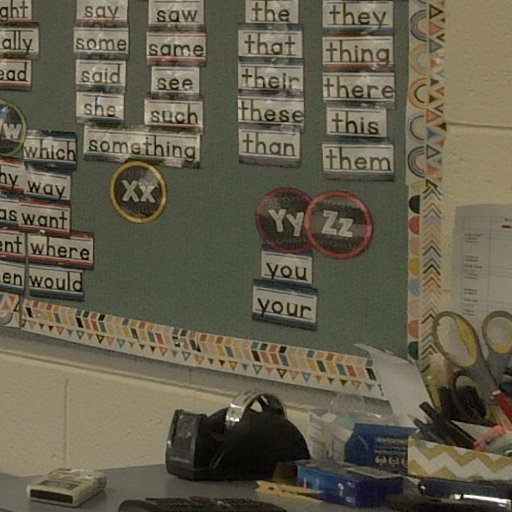 say saw the they
some same that thing
said see their there
she such these this
which something than them
way Xx Yy Zz
want you
where your
would